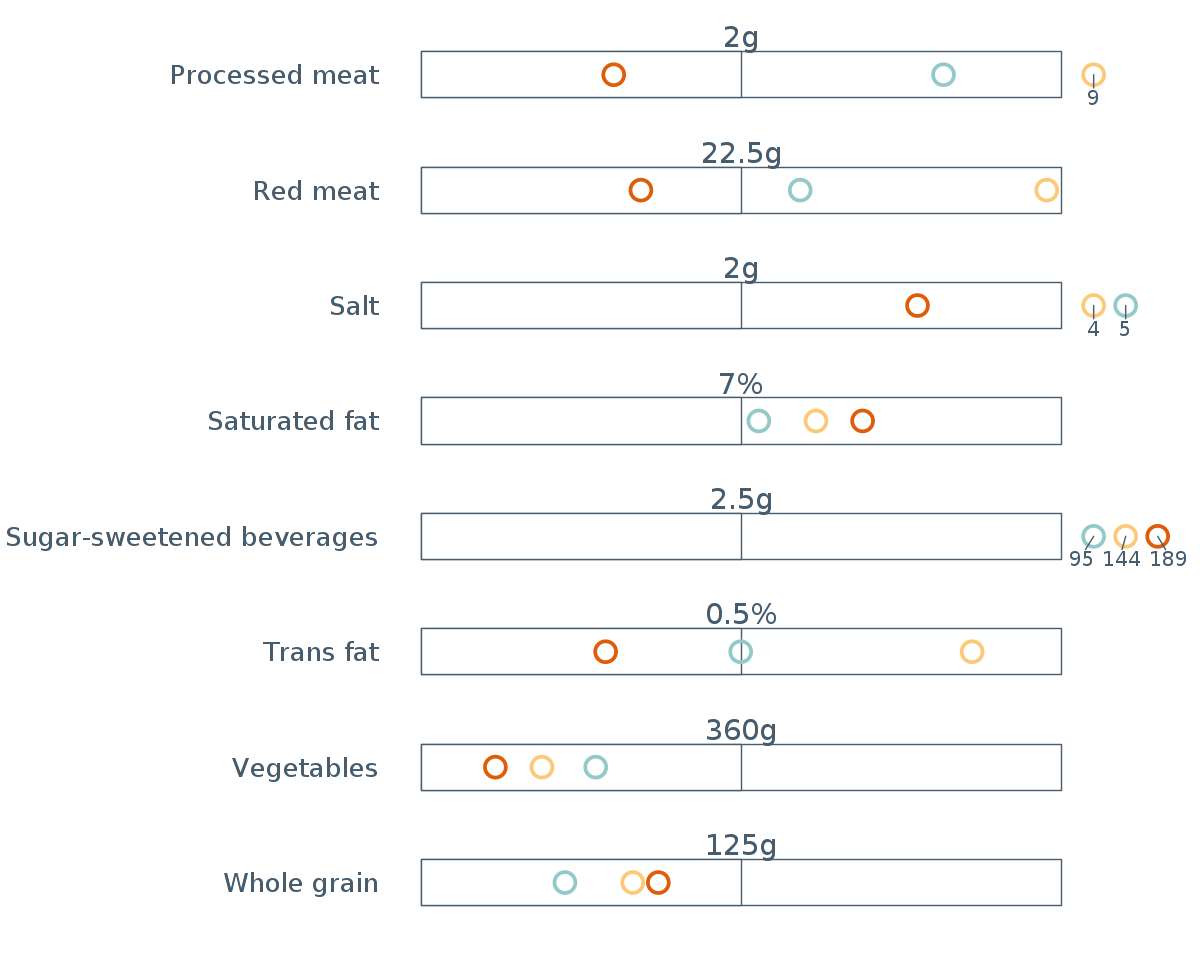 2g
Processed meat
9
22.5g
Red meat
2g
Salt
4 5
7%
Saturated fat
2.5g
Sugar-sweetened beverages
95 144 189
0.5%
Trans fat
360g
Vegetables
125g
Whole grain